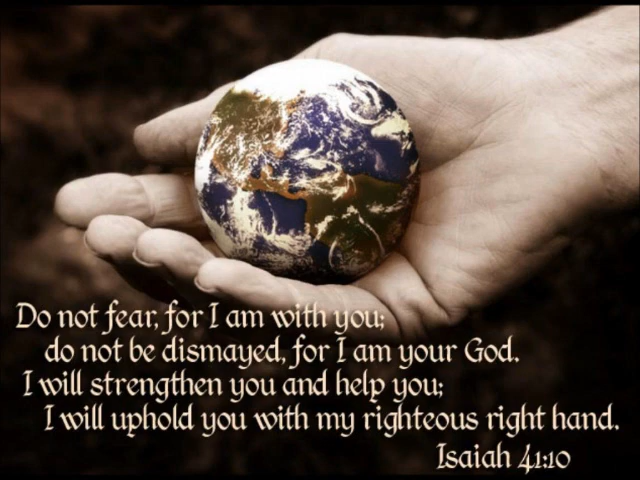 Do not fear, for I am with you;
do not be dismayed, for I am your God.
I will strengthen you and help you;
I will uphold you with my righteous right hand.
Isaiah 41:10